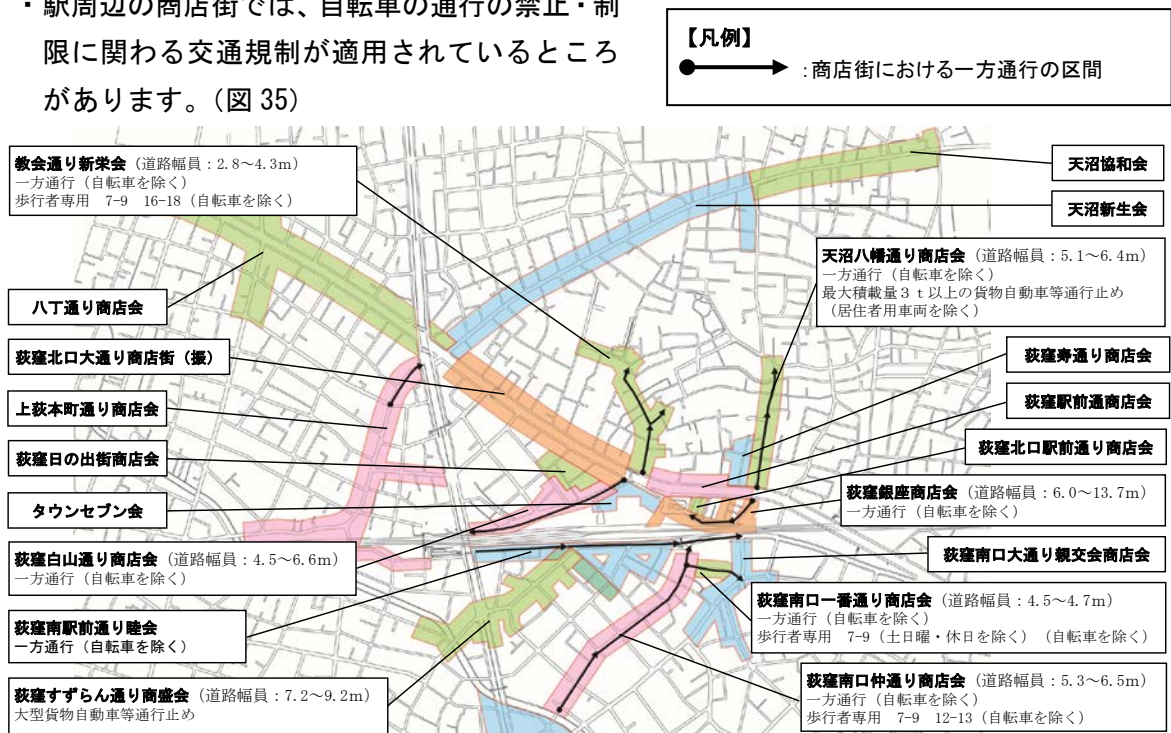 ・駅周辺の商店街では、自転車の通行の禁止・制
限に関わる交通規制が適用されているところ
があります。（図 35）
【凡例】
：商店街における一方通行の区間
教会通り新栄会（道路幅員：2.8～4.3m）
一方通行（自転車を除く）
歩行者専用 7-9 16-18（自転車を除く）
八丁通り商店会
荻窪北口大通り商店街（振）
上荻本町通り商店会
荻窪日の出街商店会
タウンセブン会
荻窪白山通り商店会（道路幅員：4.5～6.6m）
一方通行（自転車を除く）
荻窪南駅前通り睦会
一方通行（自転車を除く）
荻窪すずらん通り商盛会（道路幅員：7.2～9.2m）
大型貨物自動車等通行止め
天沼協和会
天沼新生会
天沼八幡通り商店会（道路幅員：5.1～6.4m）
一方通行（自転車を除く）
最大積載量３ｔ以上の貨物自動車等通行止め
（居住者用車両を除く）
荻窪寿通り商店会
荻窪駅前通商店会
荻窪北口駅前通り商店会
荻窪銀座商店会（道路幅員：6.0～13.7m）
一方通行（自転車を除く）
荻窪南口大通り親交会商店会
荻窪南口一番通り商店会（道路幅員：4.5～4.7m）
一方通行（自転車を除く）
歩行者専用 7-9（土日曜・休日を除く）（自転車を除く）
荻窪南口仲通り商店会（道路幅員：5.3～6.5m）
一方通行（自転車を除く）
歩行者専用 7-9 12-13（自転車を除く）